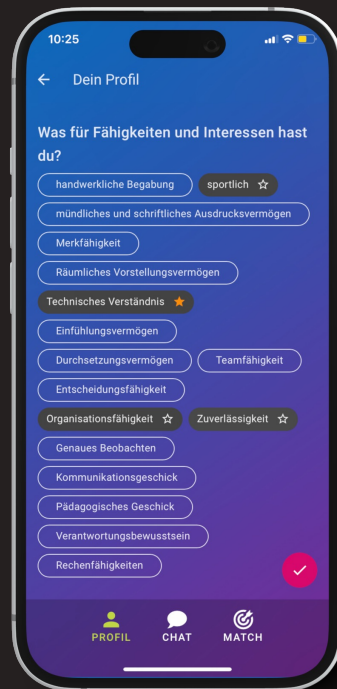 10:25
Dein Profil
Was für Fähigkeiten und Interessen hast
du?
handwerkliche Begabung sportlich
mündliches und schriftliches Ausdrucksvermögen
Merkfähigkeit
Räumliches Vorstellungsvermögen
Technisches Verständnis
Einfühlungsvermögen
Durchsetzungsvermögen Teamfähigkeit
Entscheidungsfähigkeit
Organisationsfähigkeit Zuverlässigkeit
Genaues Beobachten
Kommunikationsgeschick
Pädagogisches Geschick
Verantwortungsbewusstsein
Rechenfähigkeiten
PROFIL CHAT MATCH